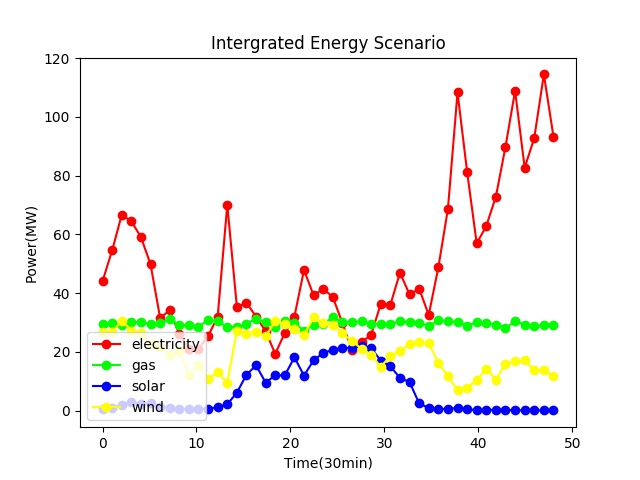 Intergrated Energy Scenario
Power(MW)
120
100
80
60
40
20
0
electricity
gas
solar
wind
0 10 20 30 40 50
Time(30min)